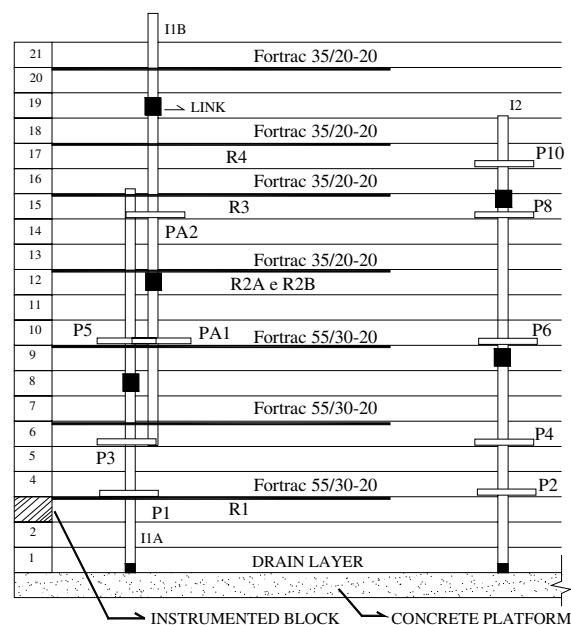 I1B
21 Fortrac 35/20-20
20
19 LINK I2
18 Fortrac 35/20-20
17 R4 P10
16 Fortrac 35/20-20
15 R3 P8
14 PA2
13 Fortrac 35/20-20
12 R2A e R2B
11
10 P5 PA1 Fortrac 55/30-20 P6
9
8
7 Fortrac 55/30-20
6 P4
5 P3
4 Fortrac 55/30-20 P2
P1 R1
2 I1A
1 DRAIN LAYER
INSTRUMENTED BLOCK CONCRETE PLATFORM